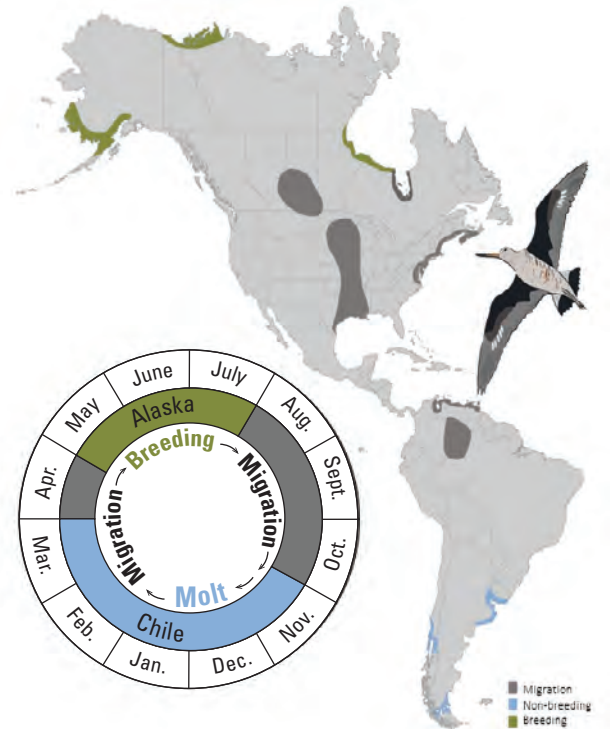 June
July
May
Aug.
Apr.
Sept.
Mar.
Oct.
Feb.
Nov.
Jan.
Dec.
Alaska
Breeding
Migration
Migration
Molt
Chile
Migration
Non-breeding
Breeding